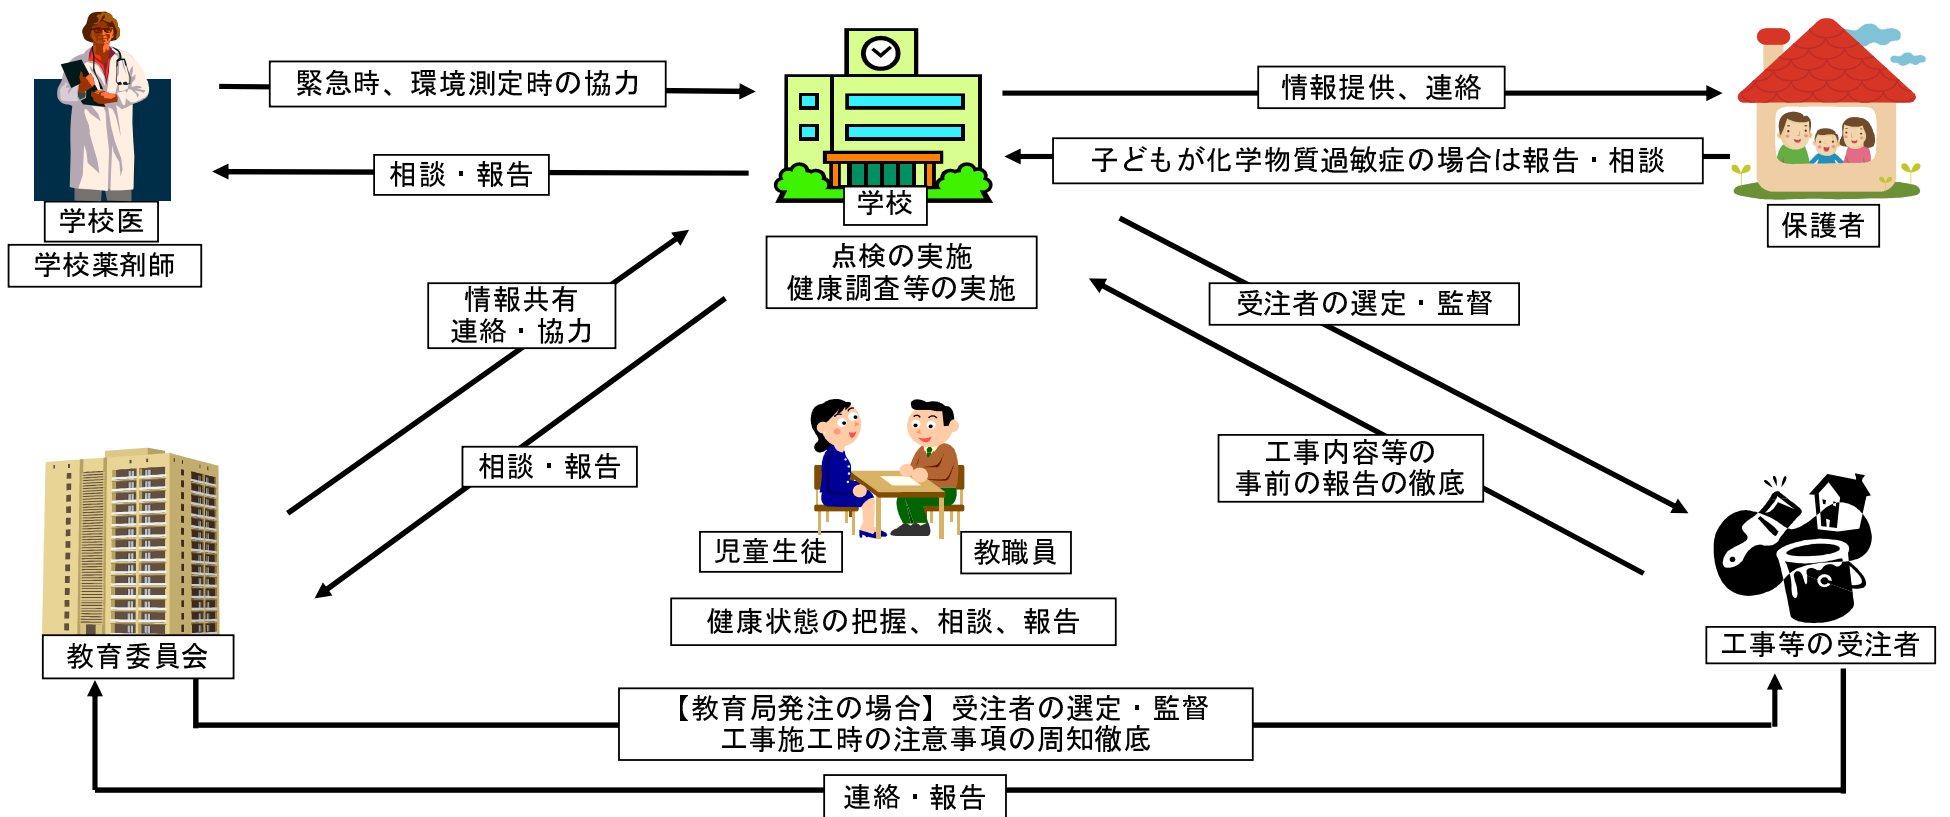 緊急時、環境測定時の協力
情報提供、連絡
相談・報告
子どもが化学物質過敏症の場合は報告・相談
学校医
学校薬剤師
学校
点検の実施
健康調査等の実施
保護者
情報共有
連絡・協力
受注者の選定・監督
相談・報告
工事内容等の
事前の報告の徹底
児童生徒
教職員
健康状態の把握、相談、報告
教育委員会
工事等の受注者
【教育局発注の場合】受注者の選定・監督
工事施工時の注意事項の周知徹底
連絡・報告